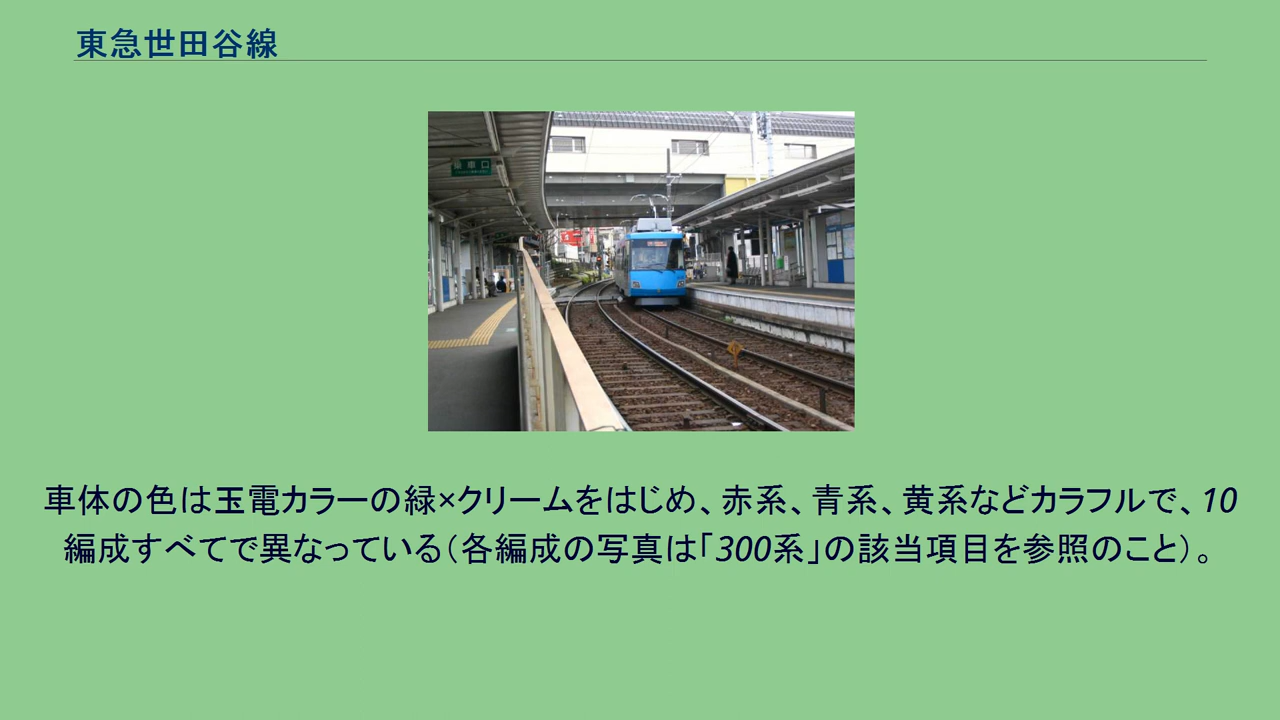 東急世田谷線
乗車口
車体の色は玉電カラーの緑×クリームをはじめ、赤系、青系、黄系などカラフルで、10
編成すべてで異なっている（各編成の写真は「300系」の該当項目を参照のこと）。